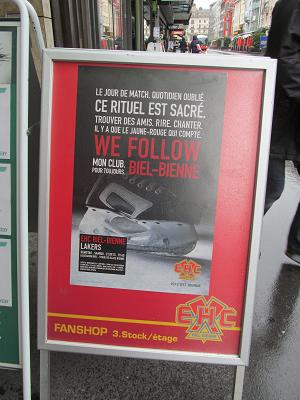 LE JOUR DE MATCH. QUOTIDIEN OUBLIÉ.
CE RITUEL EST SACRÉ.
TROUVER DES AMIS. RIRE. CHANTER.
IL Y A QUE LE JAUNE-ROUGE QUI COMPTE.
WE FOLLOW
MON CLUB.
POUR TOUJOURS. BIEL-BIENNE
EHC BIEL-BIENNE
LAKERS
EHC
EHC
FANSHOP 3.Stock/étage
WE FOLLOW